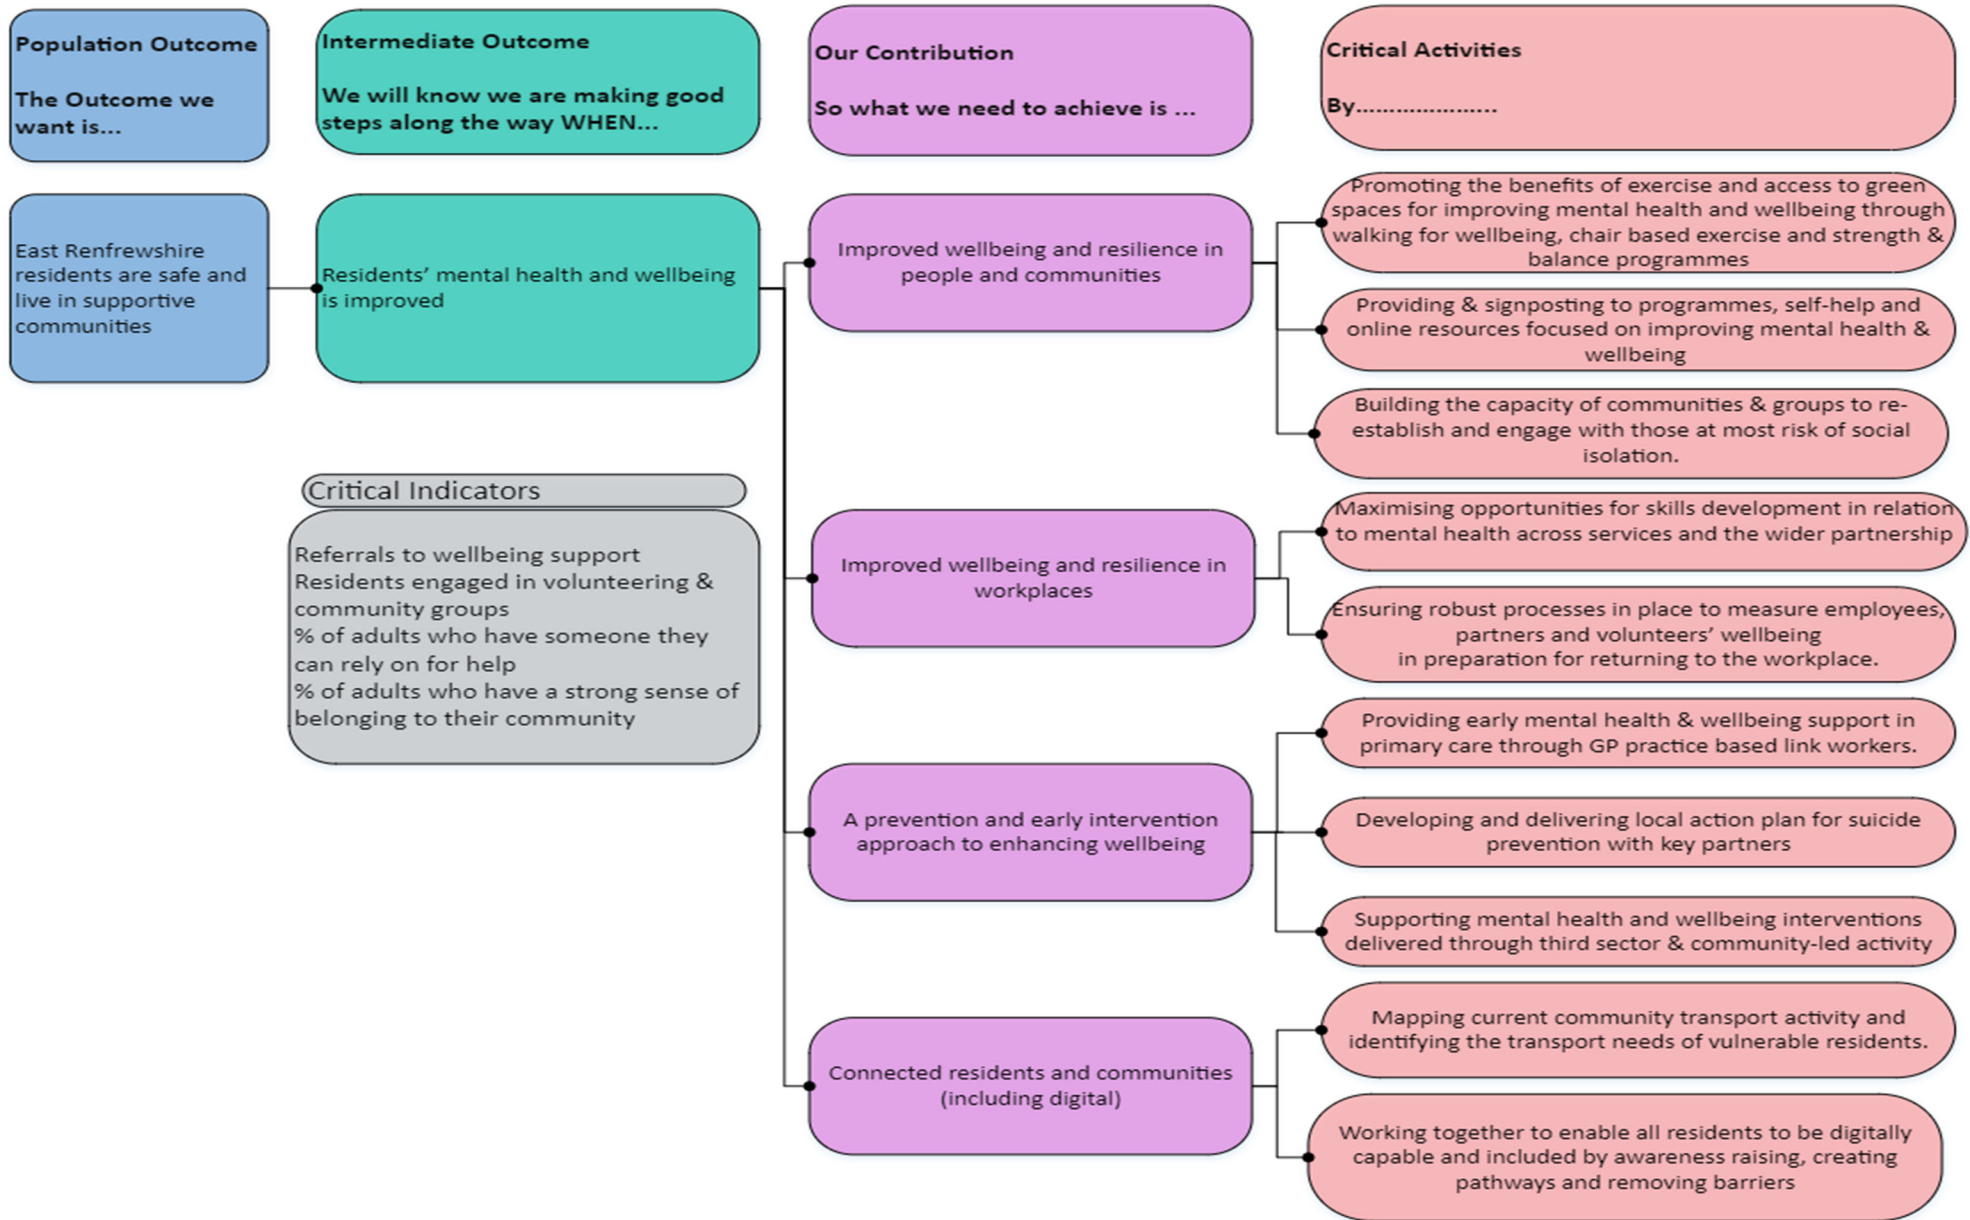 Population Outcome
The Outcome we
want is...
Intermediate Outcome
We will know we are making good
steps along the way WHEN...
Our Contribution
So what we need to achieve is ...
Critical Activities
By.....................
East Renfrewshire
residents are safe and
live in supportive
communities
Residents’ mental health and wellbeing
is improved
Critical Indicators
Referrals to wellbeing support
Residents engaged in volunteering &
community groups
% of adults who have someone they
can rely on for help
% of adults who have a strong sense of
belonging to their community
Improved wellbeing and resilience in
people and communities
Promoting the benefits of exercise and access to green
spaces for improving mental health and wellbeing through
walking for wellbeing, chair based exercise and strength &
balance programmes
Providing & signposting to programmes, self-help and
online resources focused on improving mental health &
wellbeing
Building the capacity of communities & groups to re-
establish and engage with those at most risk of social
isolation.
Improved wellbeing and resilience in
workplaces
Maximising opportunities for skills development in relation
to mental health across services and the wider partnership
Ensuring robust processes in place to measure employees,
partners and volunteers’ wellbeing
in preparation for returning to the workplace.
A prevention and early intervention
approach to enhancing wellbeing
Providing early mental health & wellbeing support in
primary care through GP practice based link workers.
Developing and delivering local action plan for suicide
prevention with key partners
Supporting mental health and wellbeing interventions
delivered through third sector & community-led activity
Connected residents and communities
(including digital)
Mapping current community transport activity and
identifying the transport needs of vulnerable residents.
Working together to enable all residents to be digitally
capable and included by awareness raising, creating
pathways and removing barriers